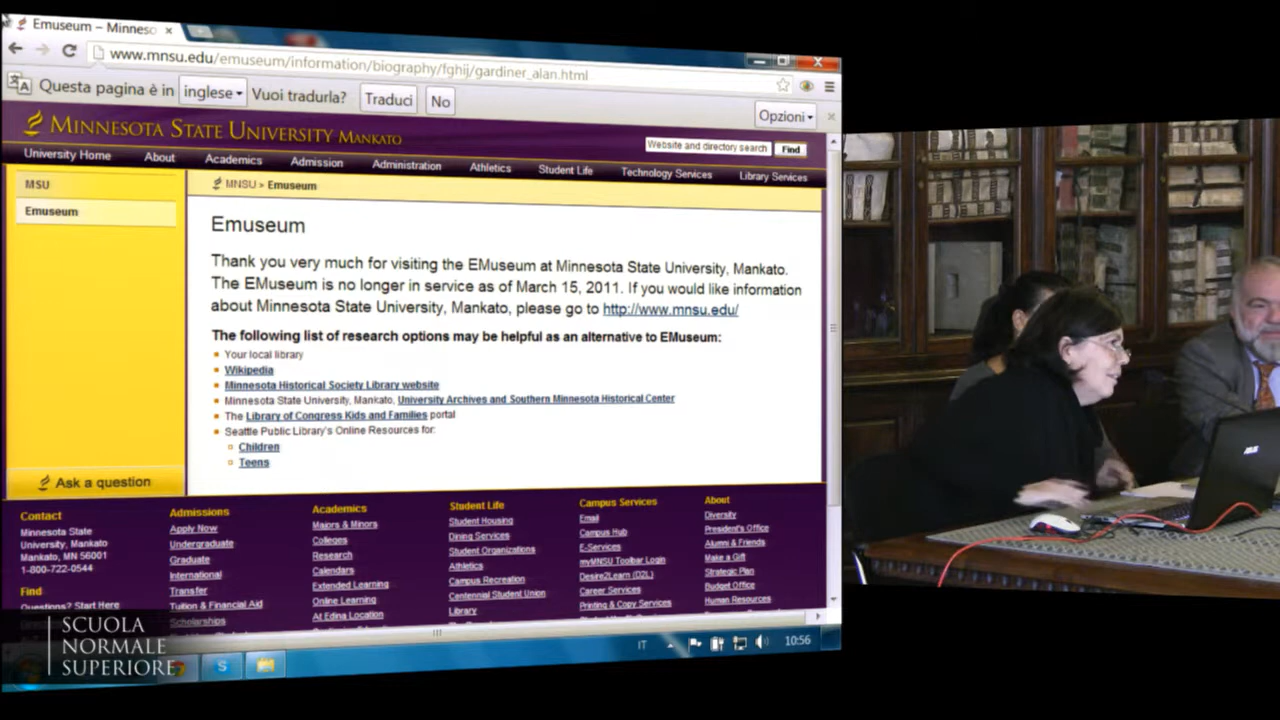 Emuseum – Minneso
www.mnsu.edu/emuseum/information/biography/fghij/gardiner_alan.html
Questa pagina è in inglese Vuoi tradurla? Traduci No
Opzioni
MINNESOTA STATE UNIVERSITY MANKATO
Website and directory search Find
University Home About Academics Admission Administration Athletics Student Life Technology Services Library Services
MSU
Emuseum
MNSU » Emuseum
Emuseum
Thank you very much for visiting the EMuseum at Minnesota State University, Mankato.
The EMuseum is no longer in service as of March 15, 2011. If you would like information
about Minnesota State University, Mankato, please go to http://www.mnsu.edu/
The following list of research options may be helpful as an alternative to EMuseum:
Your local library
Wikipedia
Minnesota Historical Society Library website
Minnesota State University, Mankato, University Archives and Southern Minnesota Historical Center
The Library of Congress Kids and Families portal
Seattle Public Library's Online Resources for:
Children
Teens
Ask a question
Contact
Minnesota State
University, Mankato
Mankato, MN 56001
1-800-722-0544
Find
Questions? Start Here
Admissions
Apply Now
Undergraduate
Graduate
International
Transfer
Tuition & Financial Aid
Scholarships
Academics
Majors & Minors
Colleges
Research
Calendars
Extended Learning
Online Learning
At Edina Location
Student Life
Student Housing
Dining Services
Student Organizations
Athletics
Campus Recreation
Centennial Student Union
Library
Campus Services
Email
Campus Hub
E-Services
myMNSU Toolbar Login
Desire2Learn (D2L)
Career Services
Printing & Copy Services
About
Diversity
President's Office
Alumni & Friends
Make a Gift
Strategic Plan
Budget Office
Human Resources
IT
10:56
SCUOLA
NORMALE
SUPERIORE
ASUS